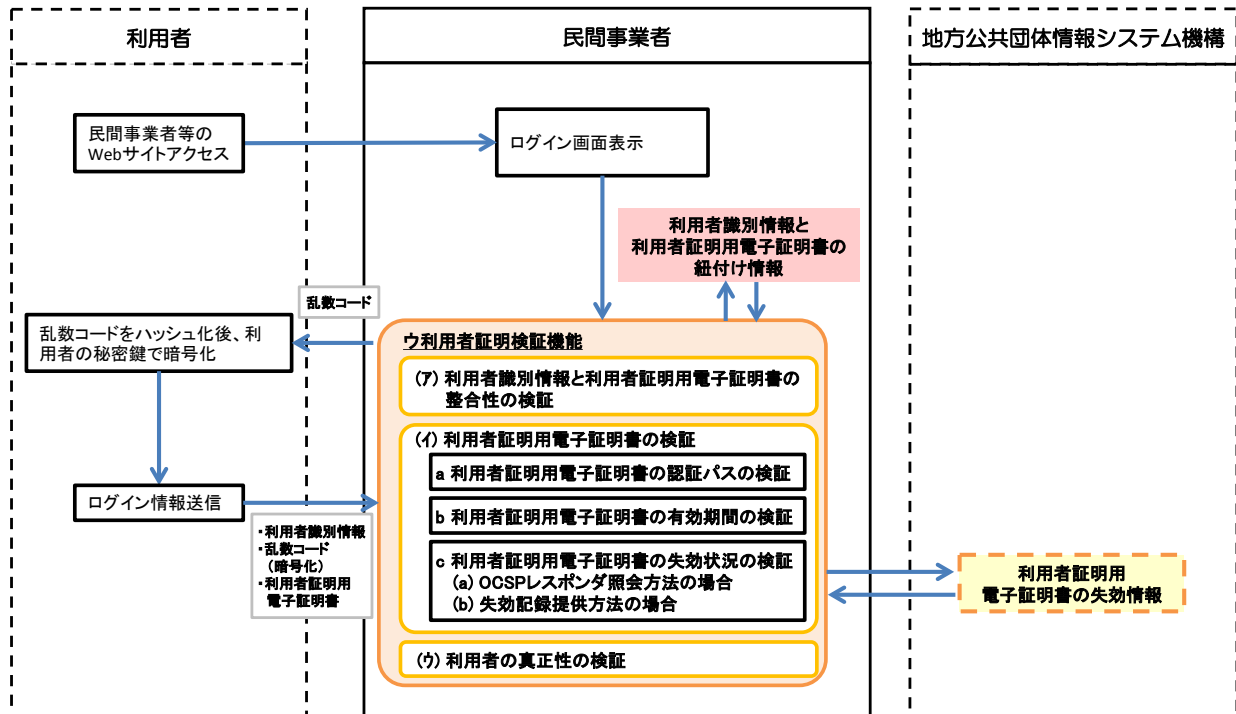 利用者
民間事業者
地方公共団体情報システム機構
民間事業者等の
Webサイトアクセス
ログイン画面表示
利用者識別情報と
利用者証明用電子証明書の
紐付け情報
乱数コード
乱数コードをハッシュ化後、利
用者の秘密鍵で暗号化
ウ利用者証明検証機能
(ア) 利用者識別情報と利用者証明用電子証明書の
整合性の検証
(イ) 利用者証明用電子証明書の検証
a 利用者証明用電子証明書の認証パスの検証
b 利用者証明用電子証明書の有効期間の検証
c 利用者証明用電子証明書の失効状況の検証
(a) OCSPレスポンダ照会方法の場合
(b) 失効記録提供方法の場合
(ウ) 利用者の真正性の検証
ログイン情報送信
・利用者識別情報
・乱数コード
(暗号化)
・利用者証明用
電子証明書
利用者証明用
電子証明書の失効情報